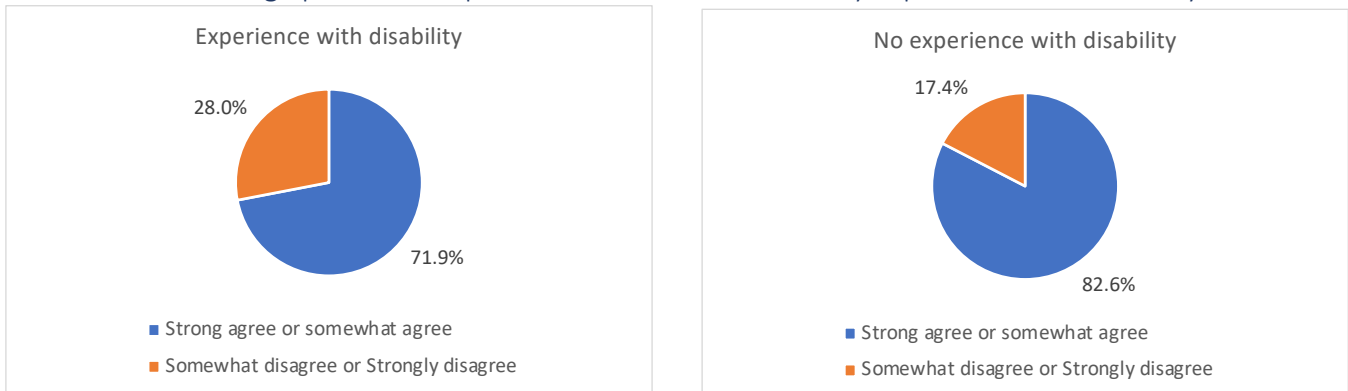 Experience with disability
28.0%
71.9%
Strong agree or somewhat agree
Somewhat disagree or Strongly disagree
No experience with disability
17.4%
82.6%
Strong agree or somewhat agree
Somewhat disagree or Strongly disagree